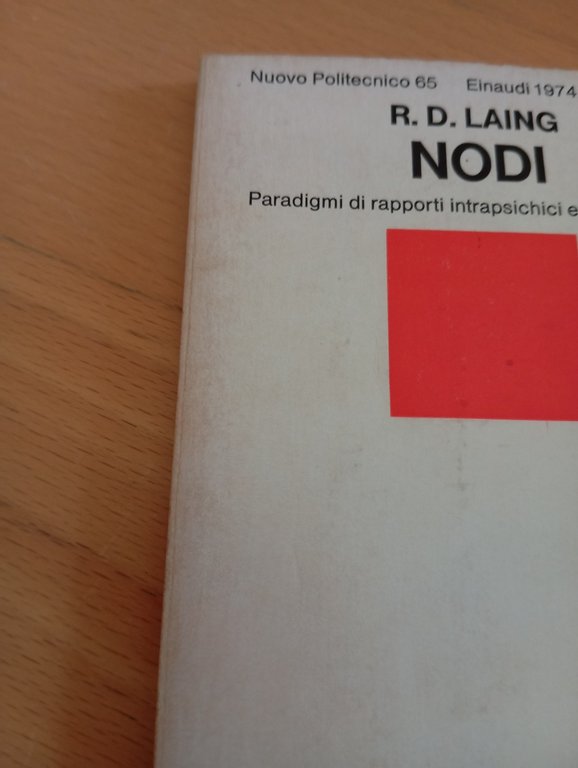 Nuovo Politecnico 65 Einaudi 1974
R. D. LAING
NODI
Paradigmi di rapporti intrapsichici e